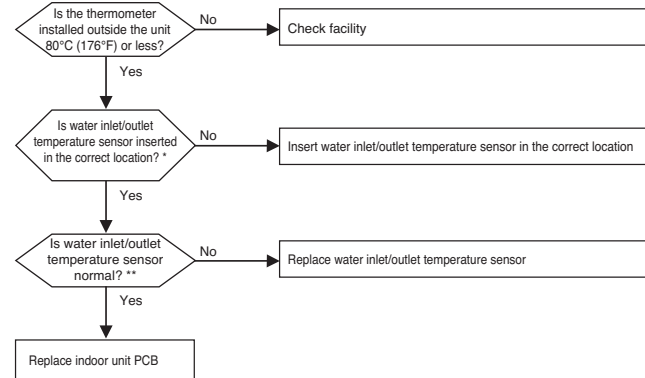 Is the thermometer
installed outside the unit
80°C (176°F) or less?
No
Check facility
Yes
Is water inlet/outlet
temperature sensor inserted
in the correct location? *
No
Insert water inlet/outlet temperature sensor in the correct location
Yes
Is water inlet/outlet
temperature sensor
normal? **
No
Replace water inlet/outlet temperature sensor
Yes
Replace indoor unit PCB